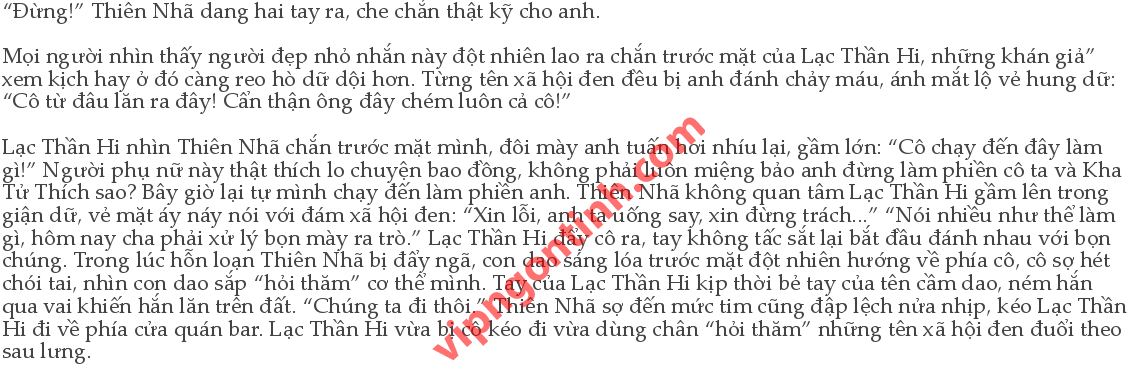 “Đừng!” Thiên Nhã dang hai tay ra, che chắn thật kỹ cho anh.
Mọi người nhìn thấy người đẹp nhỏ nhắn này đột nhiên lao ra chắn trước mặt của Lạc Thần Hi, những khán giả”
xem kịch hay ở đó càng reo hò dữ dội hơn. Từng tên xã hội đen đều bị anh đánh chảy máu, ánh mắt lộ vẻ hung dữ:
“Cô từ đâu lăn ra đây! Cẩn thận ông đây chém luôn cả cô!”
Lạc Thần Hi nhìn Thiên Nhã chắn trước mặt mình, đôi mày anh tuấn hơi nhíu lại, gầm lớn: “Cô chạy đến đây làm
gì!” Người phụ nữ này thật thích lo chuyện bao đồng, không phải luôn miệng bảo anh đừng làm phiền cô ta và Kha
Tử Thích sao? Bây giờ lại tự mình chạy đến làm phiền anh. Thiên Nhã không quan tâm Lạc Thần Hi gầm lên trong
giận dữ, vẻ mặt áy náy nói với đám xã hội đen: “Xin lỗi, anh ta uống say, xin đừng trách...” “Nói nhiều như thể làm
gì, hôm nay cha phải xử lý bọn mày ra trò.” Lạc Thần Hi đẩy cô ra, tay không tấc sắt lại bắt đầu đánh nhau với bọn
chúng. Trong lúc hỗn loạn Thiên Nhã bị đẩy ngã, con dao sáng lóa trước mặt đột nhiên hướng về phía cô, cô sợ hét
chói tai, nhìn con dao sắp “hỏi thăm” cơ thể mình. Tay của Lạc Thần Hi kịp thời bẻ tay của tên cầm dao, ném hắn
qua vai khiến hắn lăn trên đất. “Chúng ta đi thôi.” Thiên Nhã sợ đến mức tim cũng đập lệch nửa nhịp, kéo Lạc Thần
Hi đi về phía cửa quán bar. Lạc Thần Hi vừa bị cô kéo đi vừa dùng chân “hỏi thăm” những tên xã hội đen đuổi theo
sau lưng.
vipngontinh.com